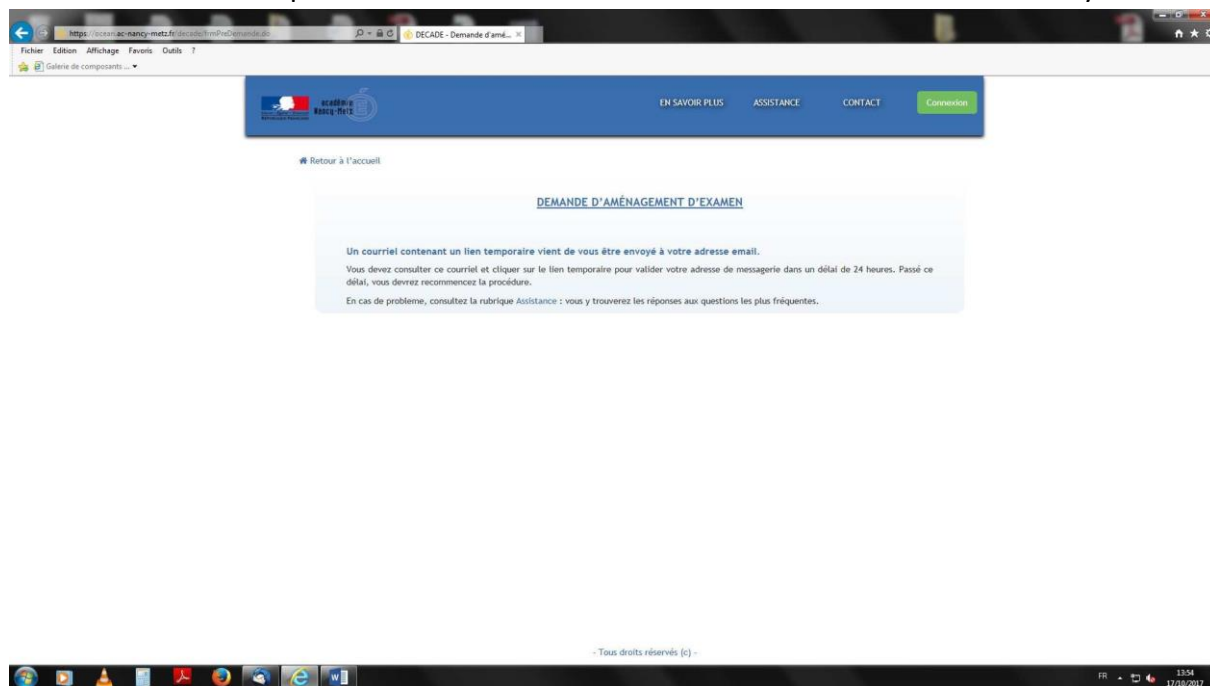 https://ocean.ac-nancy-metz.fr/decade/frmPreDemande.do
DECADE - Demande d'amé...
Fichier Edition Affichage Favoris Outils ?
Galerie de composants ...
académie
Nancy-Metz
EN SAVOIR PLUS ASSISTANCE CONTACT Connexion
Retour à l'accueil
DEMANDE D'AMÉNAGEMENT D'EXAMEN
Un courriel contenant un lien temporaire vient de vous être envoyé à votre adresse email.
Vous devez consulter ce courriel et cliquer sur le lien temporaire pour valider votre adresse de messagerie dans un délai de 24 heures. Passé ce
délai, vous devrez recommencez la procédure.
En cas de probleme, consultez la rubrique Assistance : vous y trouverez les réponses aux questions les plus fréquentes.
- Tous droits réservés (c) -
FR 13:54
17/10/2017